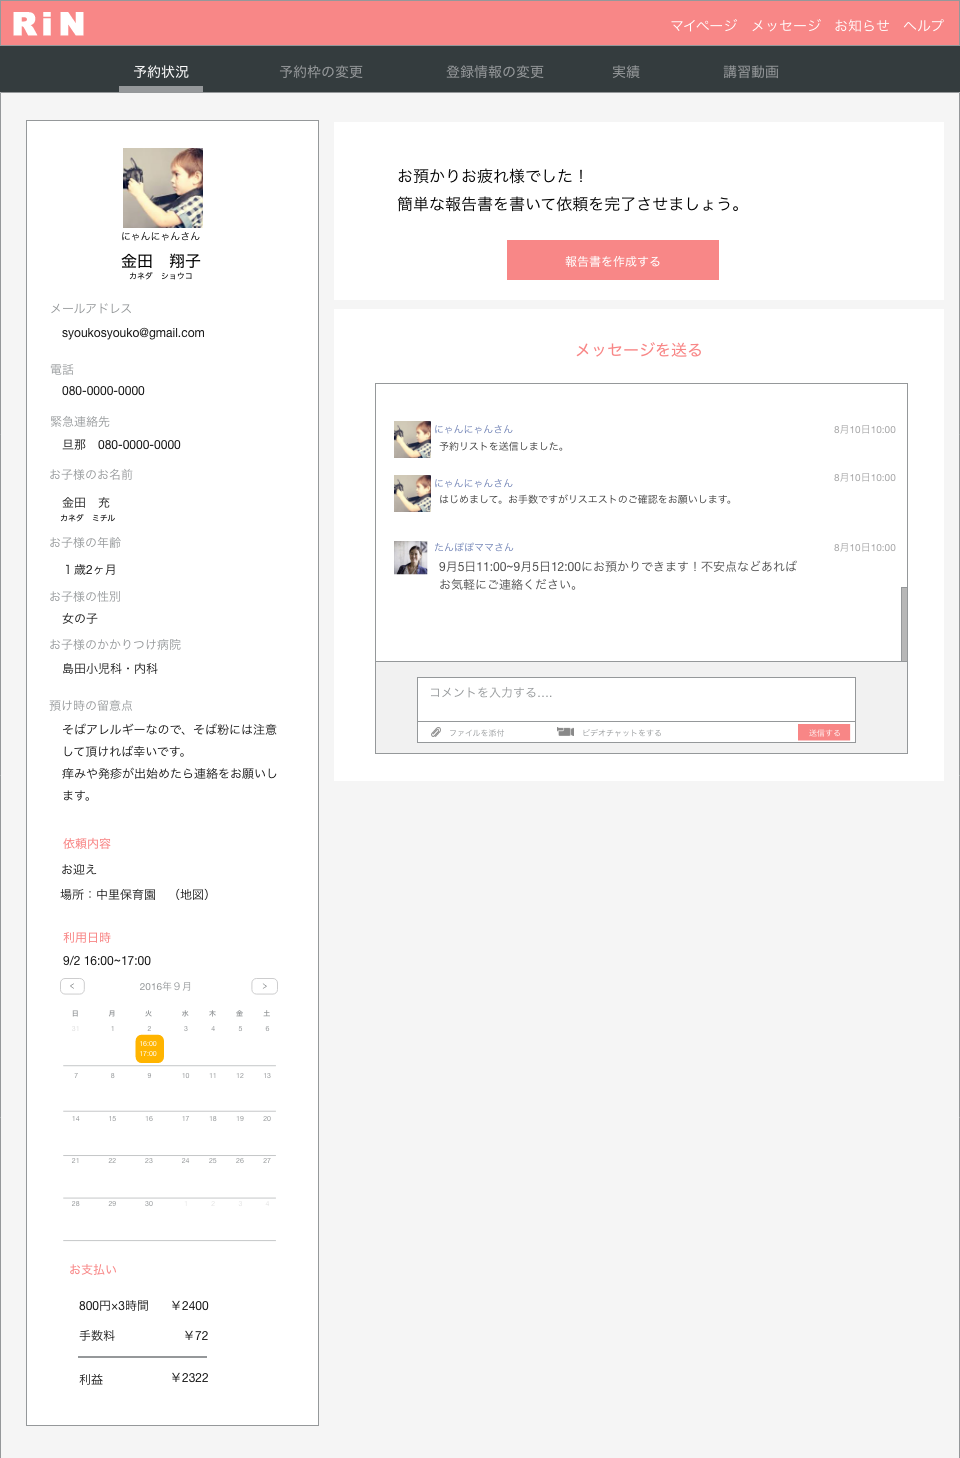 RiN
マイページ メッセージ お知らせ ヘルプ
予約状況 予約枠の変更 登録情報の変更 実績 講習動画
にゃんにゃんさん
金田 翔子
カネダ ショウコ
メールアドレス
syoukosyouko@gmail.com
電話
080-0000-0000
緊急連絡先
旦那 080-0000-0000
お子様のお名前
金田 充
カネダ ミチル
お子様の年齢
１歳2ヶ月
お子様の性別
女の子
お子様のかかりつけ病院
島田小児科・内科
預け時の留意点
そばアレルギーなので、そば粉には注意
して頂ければ幸いです。
痒みや発疹が出始めたら連絡をお願いし
ます。
依頼内容
お迎え
場所：中里保育園 （地図）
利用日時
9/2 16:00~17:00
< 2016年９月 >
日 月 火 水 木 金 土
31 1 2 3 4 5 6
16:00
17:00
7 8 9 10 11 12 13
14 15 16 17 18 19 20
21 22 23 24 25 26 27
28 29 30 1 2 3 4
お支払い
800円×3時間 ￥2400
手数料 ￥72
利益 ￥2322
お預かりお疲れ様でした！
簡単な報告書を書いて依頼を完了させましょう。
報告書を作成する
メッセージを送る
にゃんにゃんさん 8月10日10:00
予約リストを送信しました。
にゃんにゃんさん 8月10日10:00
はじめまして。お手数ですがリスエストのご確認をお願いします。
たんぽぽママさん 8月10日10:00
9月5日11:00~9月5日12:00にお預かりできます！不安点などあれば
お気軽にご連絡ください。
コメントを入力する....
ファイルを添付 ビデオチャットをする 送信する